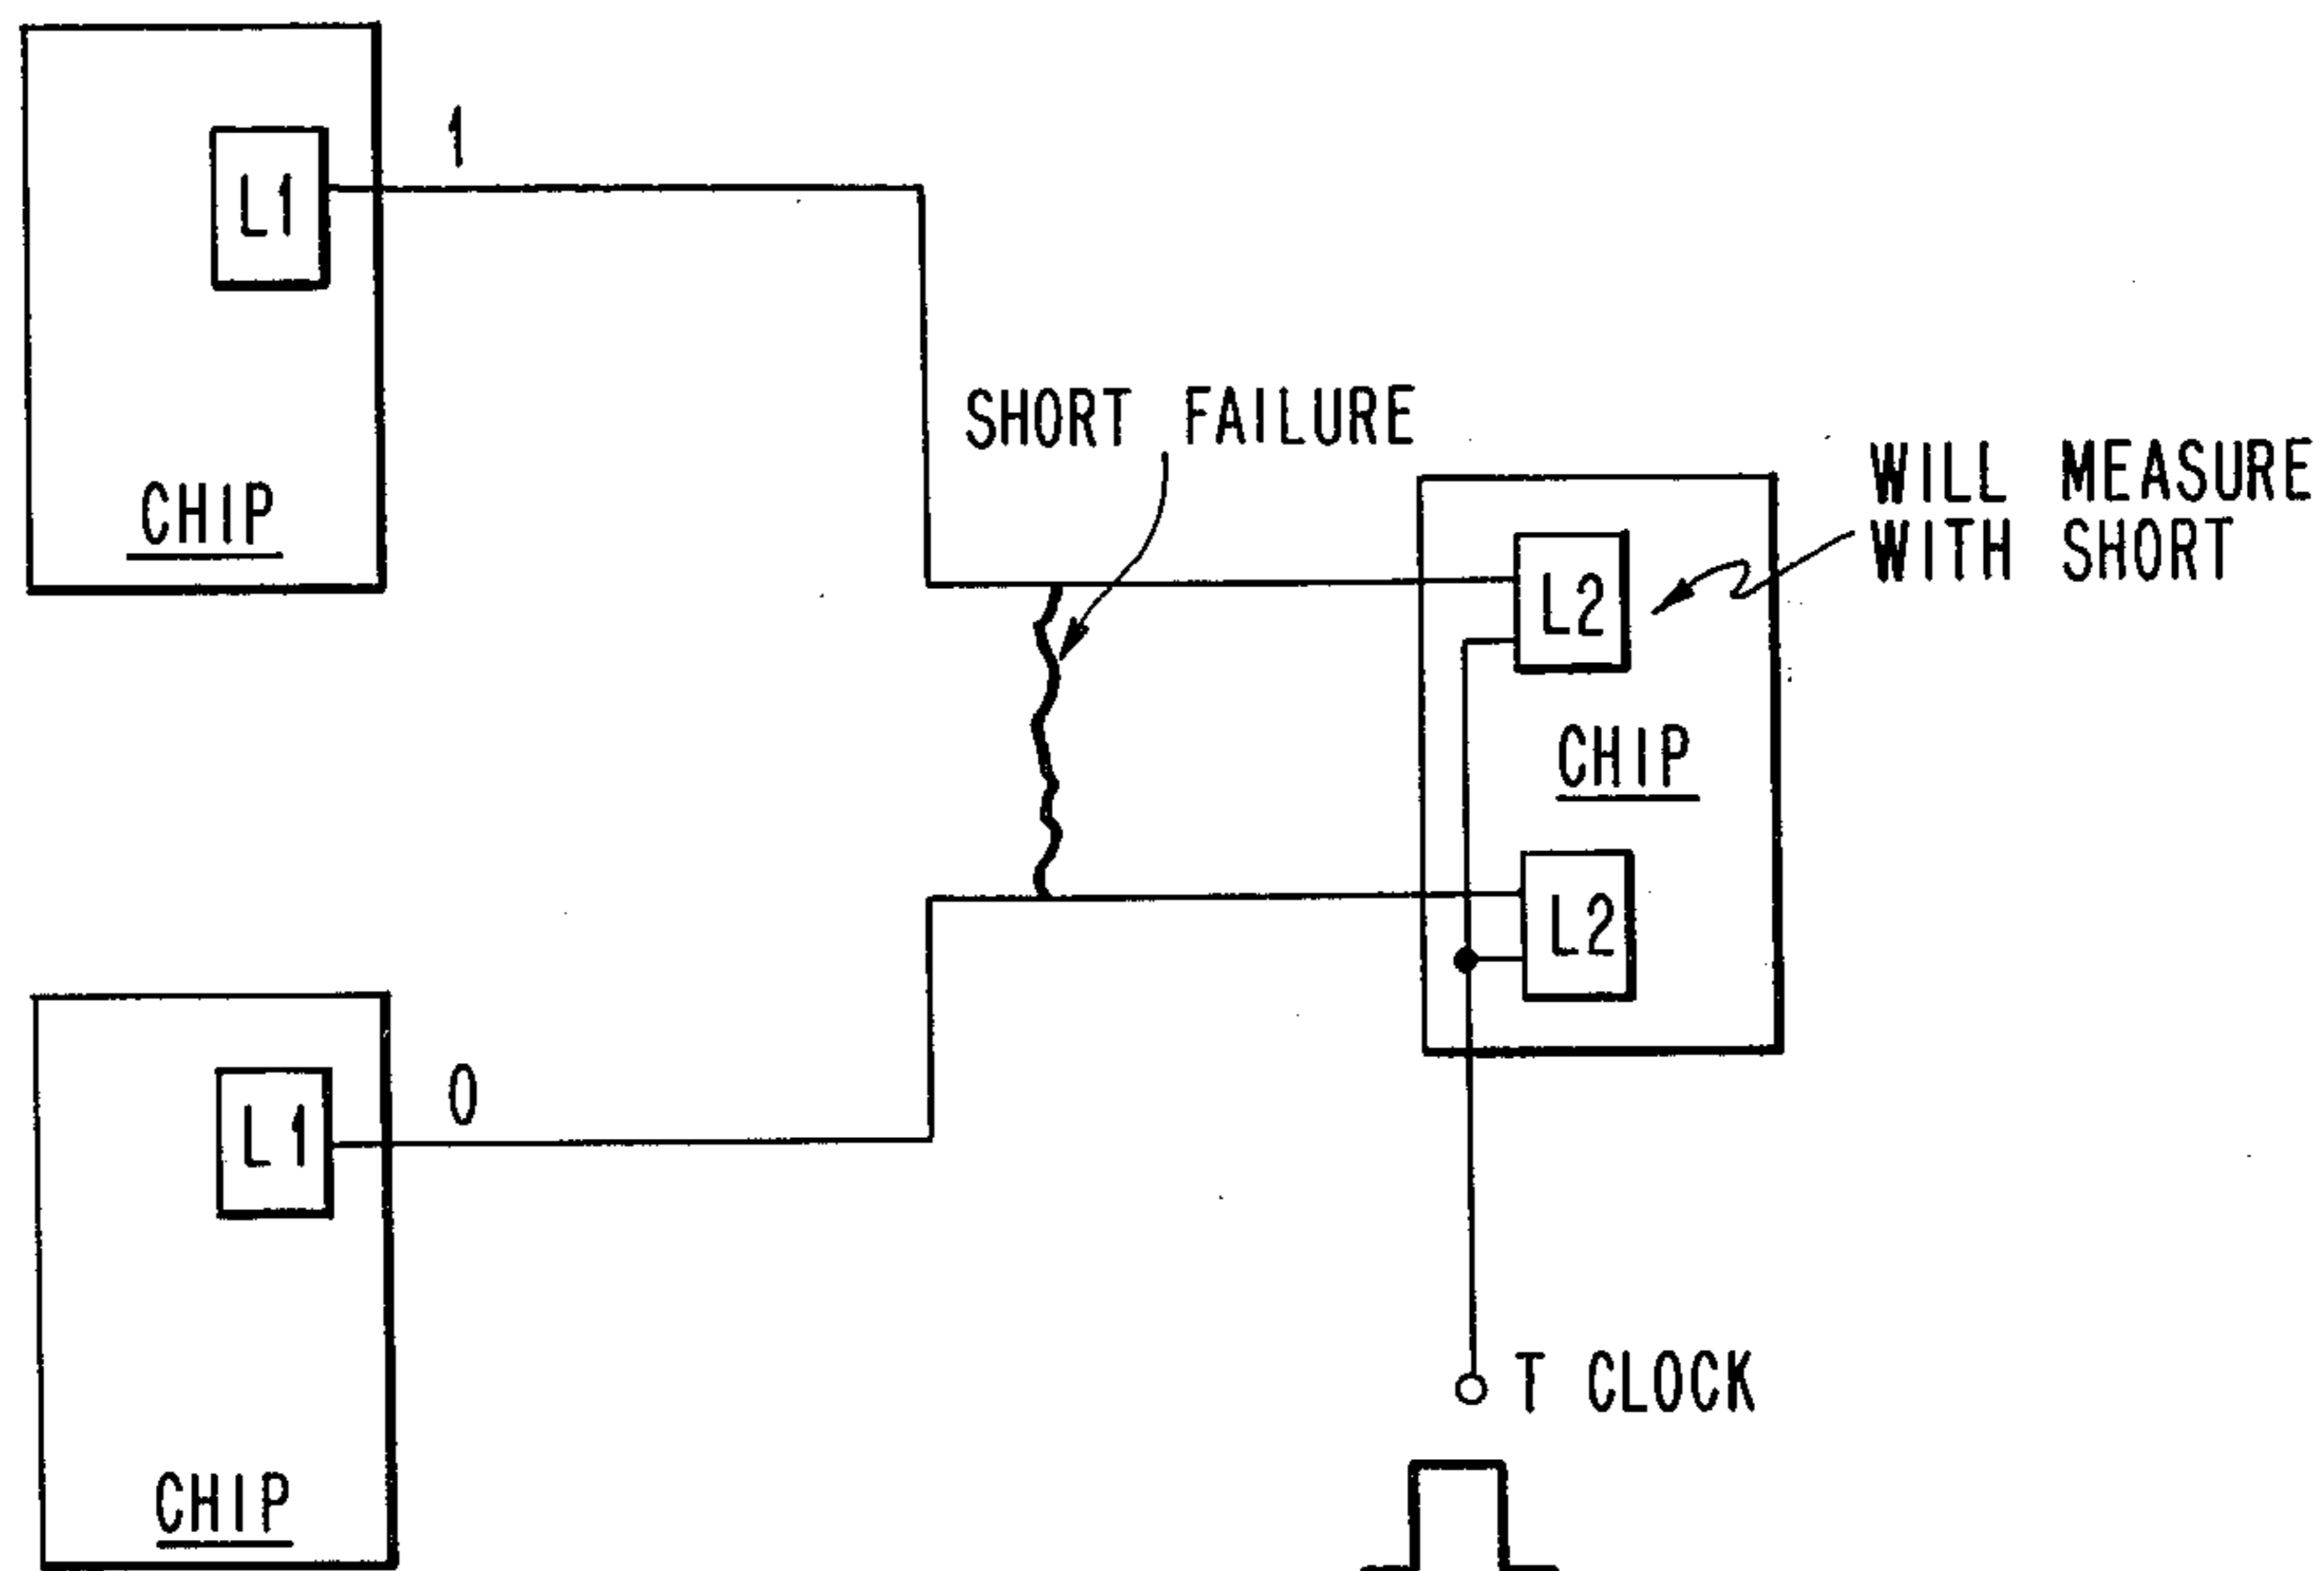 L1
1
CHIP
SHORT FAILURE
WILL MEASURE
WITH SHORT
L2
CHIP
L2
L1
0
CHIP
T CLOCK